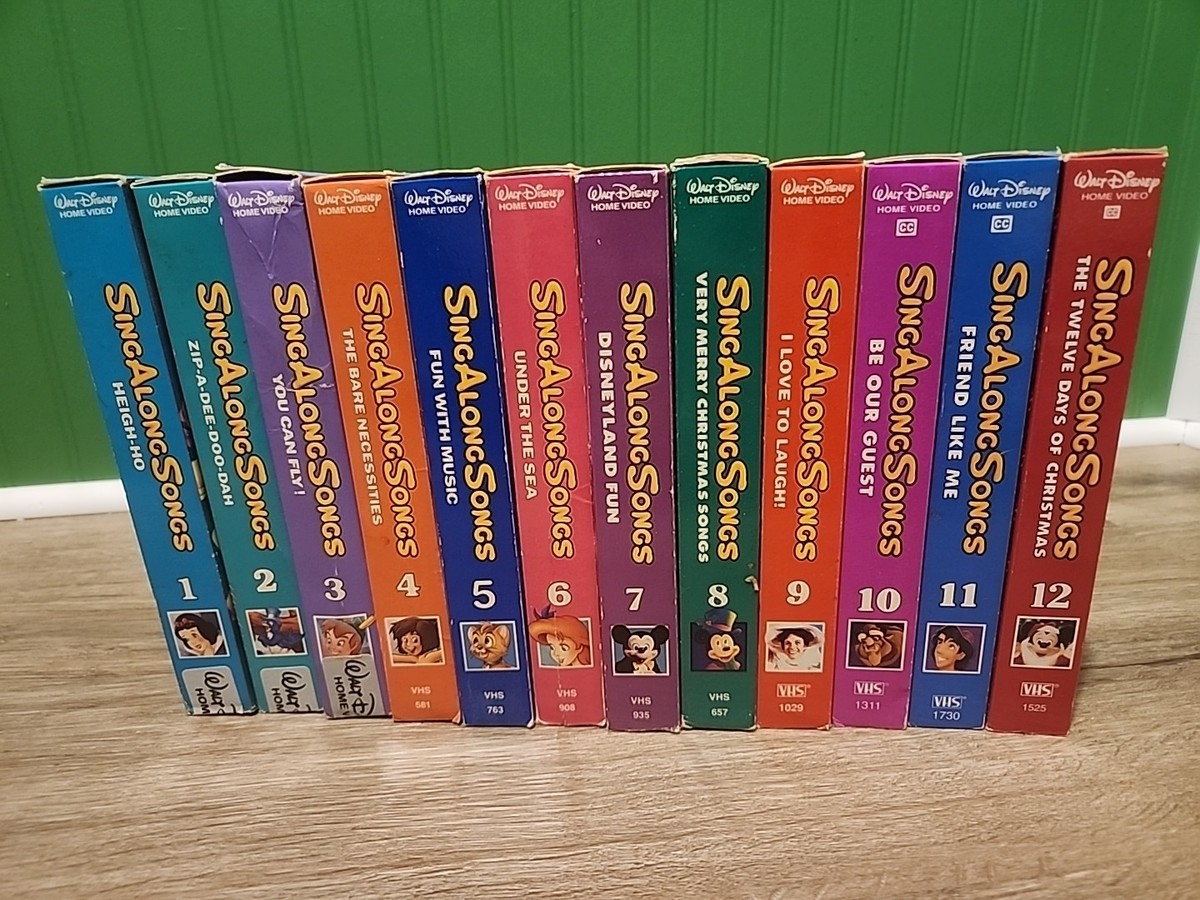 WALT DISNEY
HOME VIDEO
SING ALONG SONGS
HEIGH-HO
1
WALT D
HOM
WALT DISNEY
HOME VIDEO
SING ALONG SONGS
ZIP-A-DEE-DOO-DAH
2
WALT
HOM
WALT DISNEY
HOME VIDEO
SING ALONG SONGS
YOU CAN FLY!
3
WALT D
HOME V
WALT DISNEY
HOME VIDEO
SING ALONG SONGS
THE BARE NECESSITIES
4
VHS
581
WALT DISNEY
HOME VIDEO
SING ALONG SONGS
FUN WITH MUSIC
5
VHS
763
WALT DISNEY
HOME VIDEO
SING ALONG SONGS
UNDER THE SEA
6
VHS
908
WALT DISNEY
HOME VIDEO
SING ALONG SONGS
DISNEYLAND FUN
7
VHS
935
WALT DISNEY
HOME VIDEO
SING ALONG SONGS
VERY MERRY CHRISTMAS SONGS
8
VHS
657
WALT DISNEY
HOME VIDEO
SING ALONG SONGS
I LOVE TO LAUGH!
9
VHS
1029
WALT DISNEY
HOME VIDEO
CC
SING ALONG SONGS
BE OUR GUEST
10
VHS
1311
WALT DISNEY
HOME VIDEO
CC
SING ALONG SONGS
FRIEND LIKE ME
11
VHS
1730
WALT DISNEY
HOME VIDEO
CC
SING ALONG SONGS
THE TWELVE DAYS OF CHRISTMAS
12
VHS
1525